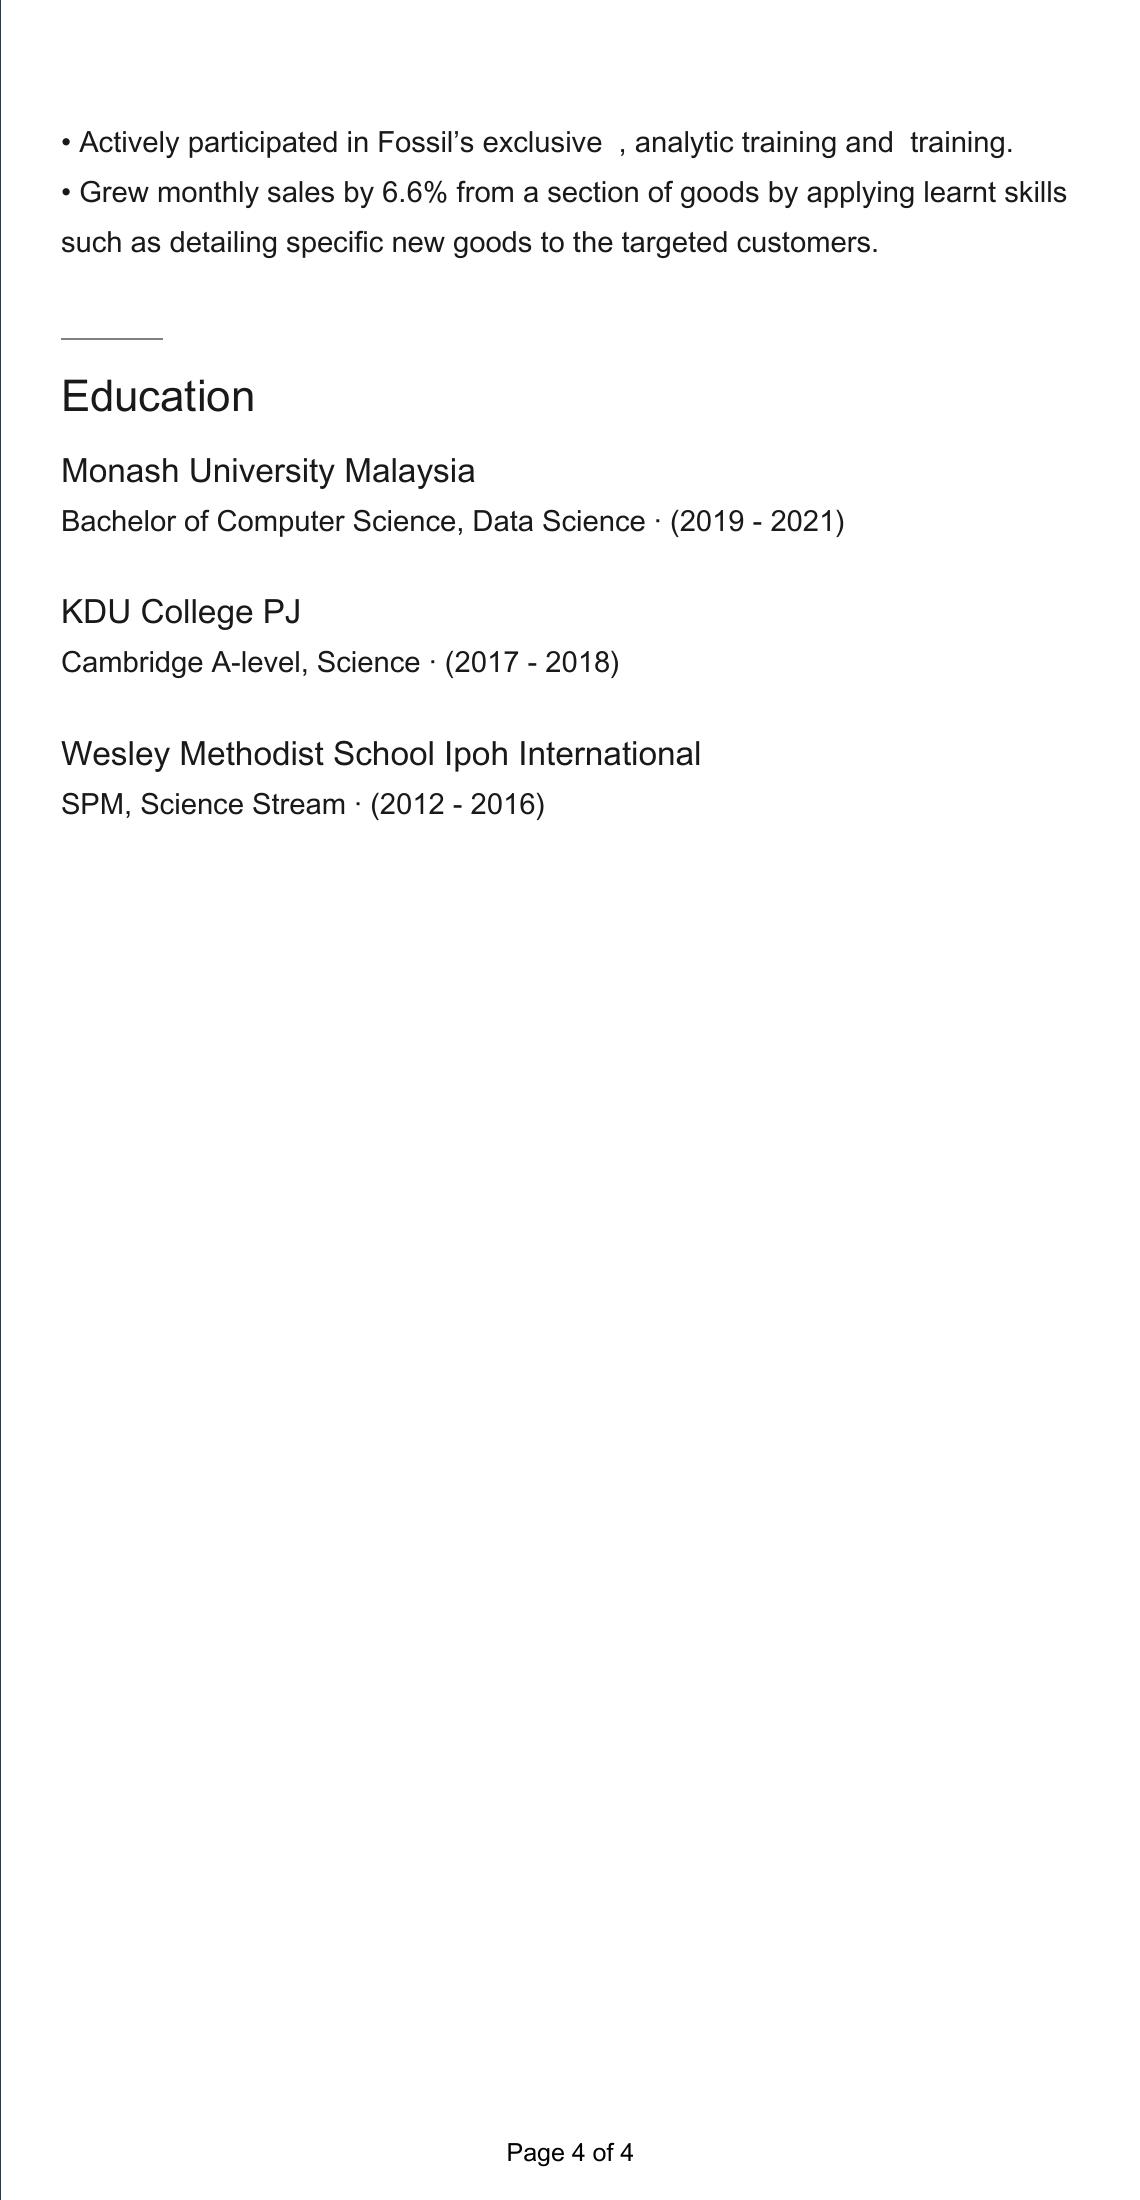 • Actively participated in Fossil’s exclusive  , analytic training and  training.
• Grew monthly sales by 6.6% from a section of goods by applying learnt skills
such as detailing specific new goods to the targeted customers.
Education
Monash University Malaysia
Bachelor of Computer Science, Data Science · (2019 - 2021)
KDU College PJ
Cambridge A-level, Science · (2017 - 2018)
Wesley Methodist School Ipoh International
SPM, Science Stream · (2012 - 2016)
Page 4 of 4